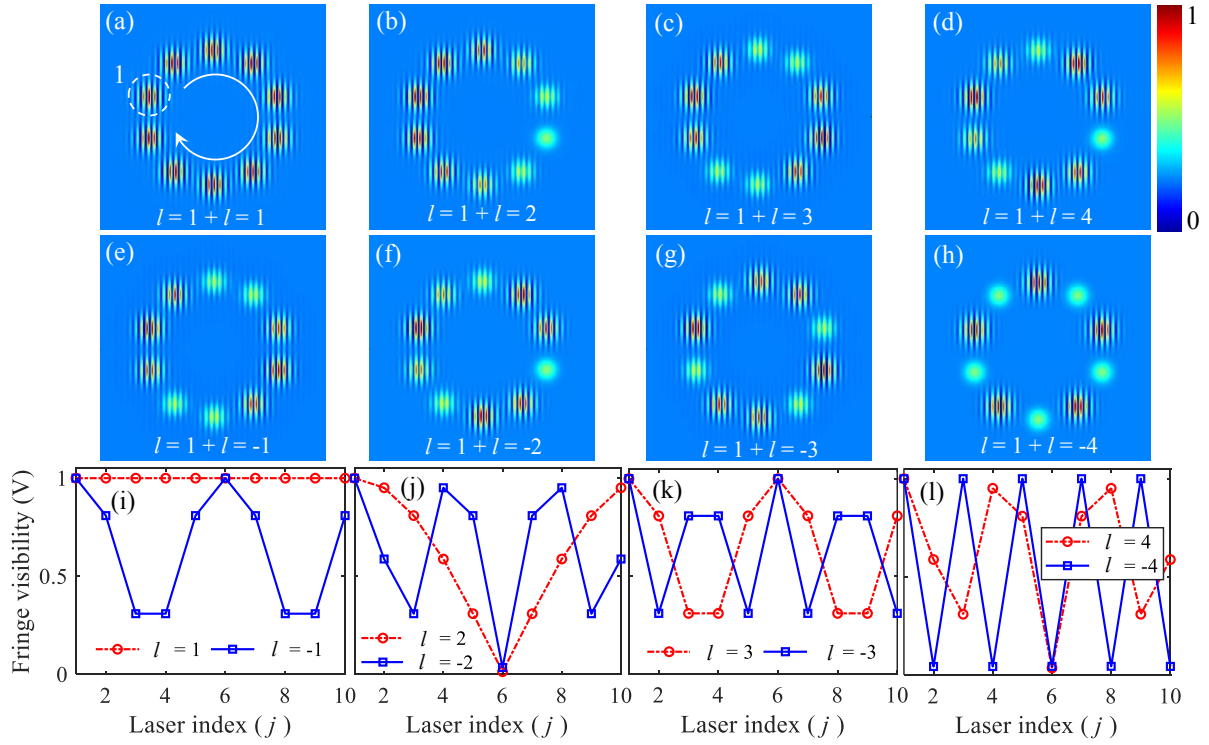 (a)
1
l = 1 + l = 1
(b)
l = 1 + l = 2
(c)
l = 1 + l = 3
(d)
l = 1 + l = 4
1
0
(e)
l = 1 + l = -1
(f)
l = 1 + l = -2
(g)
l = 1 + l = -3
(h)
l = 1 + l = -4
Fringe visibility (V)
1
0.5
0
(i)
l = 1
l = -1
2 4 6 8 10
Laser index ( j )
(j)
l = 2
l = -2
2 4 6 8 10
Laser index ( j )
(k)
l = 3
l = -3
2 4 6 8 10
Laser index ( j )
(l)
l = 4
l = -4
2 4 6 8 10
Laser index ( j )